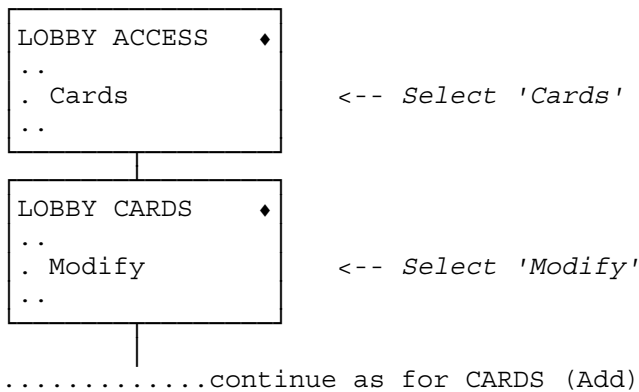 LOBBY ACCESS ♦
..
. Cards <-- Select 'Cards'
..
LOBBY CARDS ♦
..
. Modify <-- Select 'Modify'
..
.............continue as for CARDS (Add)